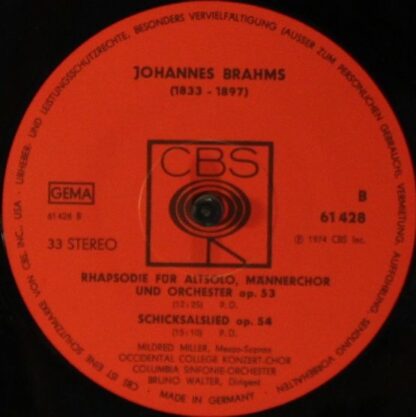 URHEBER- UND LEISTUNGSSCHUTZRECHTE, BESONDERS VERVIELFÄLTIGUNG (AUSSER ZUM PERSÖNLICHEN GEBRAUCH), VERMIETUNG, AUFFÜHRUNG, SENDUNG VORBEHALTEN
JOHANNES BRAHMS
(1833 - 1897)
CBS
GEMA
B
61 428 B
61 428
33 STEREO
℗ 1974 CBS Inc.
RHAPSODIE FÜR ALTSOLO, MÄNNERCHOR
UND ORCHESTER op. 53
(12:25) P.D.
SCHICKSALSLIED op. 54
(15:10) P.D.
MILDRED MILLER, Mezzo-Sopran
OCCIDENTAL COLLEGE KONZERT-CHOR
COLUMBIA SINFONIE-ORCHESTER
BRUNO WALTER, Dirigent
CBS IST EINE SCHUTZMARKE VON CBS, INC., USA
MADE IN GERMANY